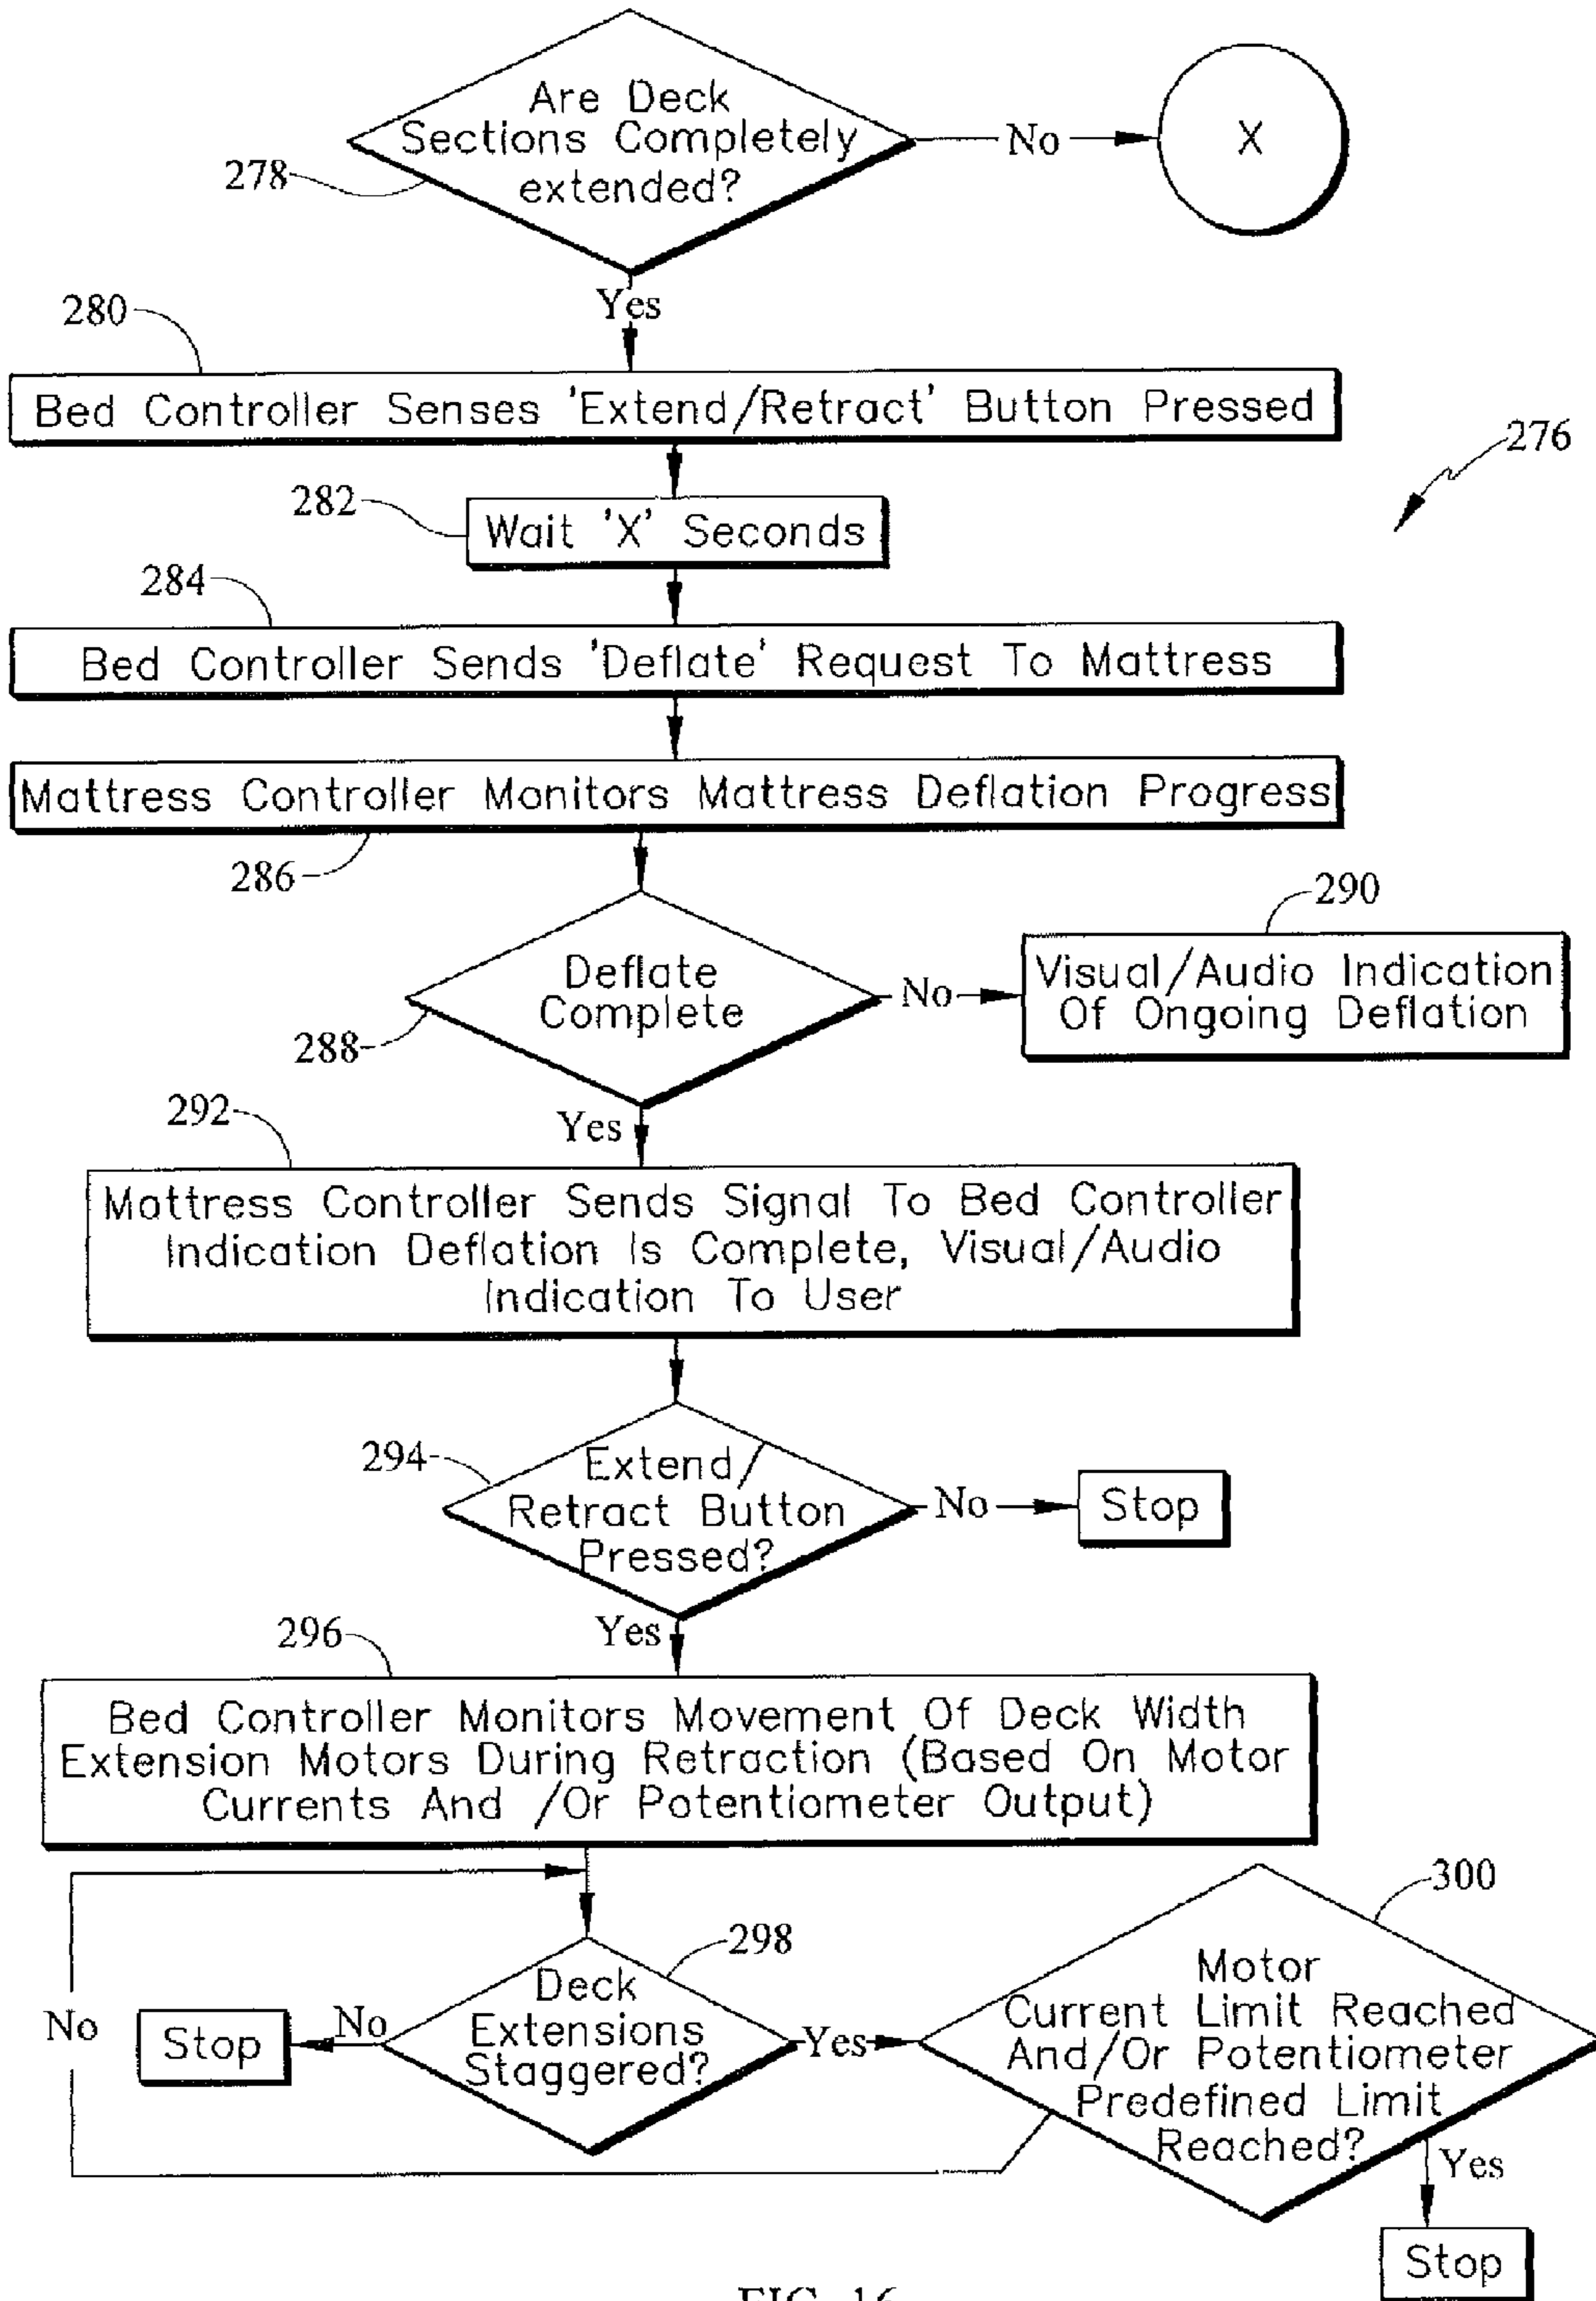 Are Deck
Sections Completely
extended?
No
X
278
Yes
280
Bed Controller Senses 'Extend/Retract' Button Pressed
276
282
Wait 'X' Seconds
284
Bed Controller Sends 'Deflate' Request To Mattress
Mattress Controller Monitors Mattress Deflation Progress
286
290
Deflate
Complete
No
Visual/Audio Indication
Of Ongoing Deflation
288
292
Yes
Mattress Controller Sends Signal To Bed Controller
Indication Deflation Is Complete, Visual/Audio
Indication To User
294
Extend/
Retract Button
Pressed?
No
Stop
Yes
296
Bed Controller Monitors Movement Of Deck Width
Extension Motors During Retraction (Based On Motor
Currents And /Or Potentiometer Output)
300
298
No
Stop
No
Deck
Extensions
Staggered?
Yes
Motor
Current Limit Reached
And/Or Potentiometer
Predefined Limit
Reached?
Yes
Stop
FIG. 16